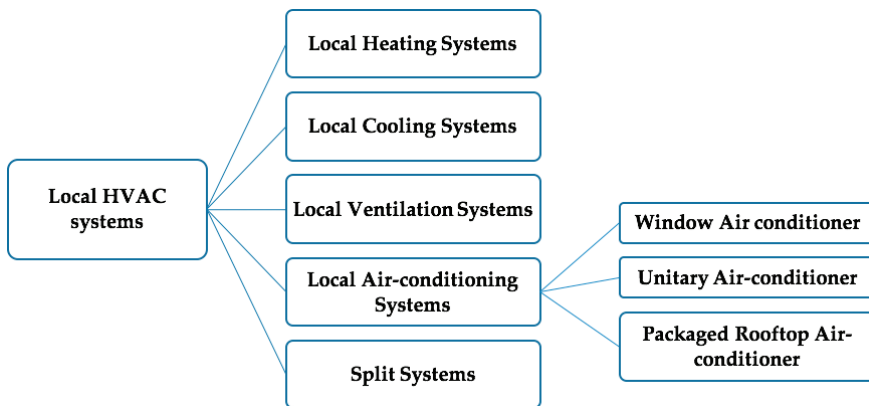 Local Heating Systems
Local Cooling Systems
Local HVAC
systems
Local Ventilation Systems
Local Air-conditioning
Systems
Split Systems
Window Air conditioner
Unitary Air-conditioner
Packaged Rooftop Air-
conditioner